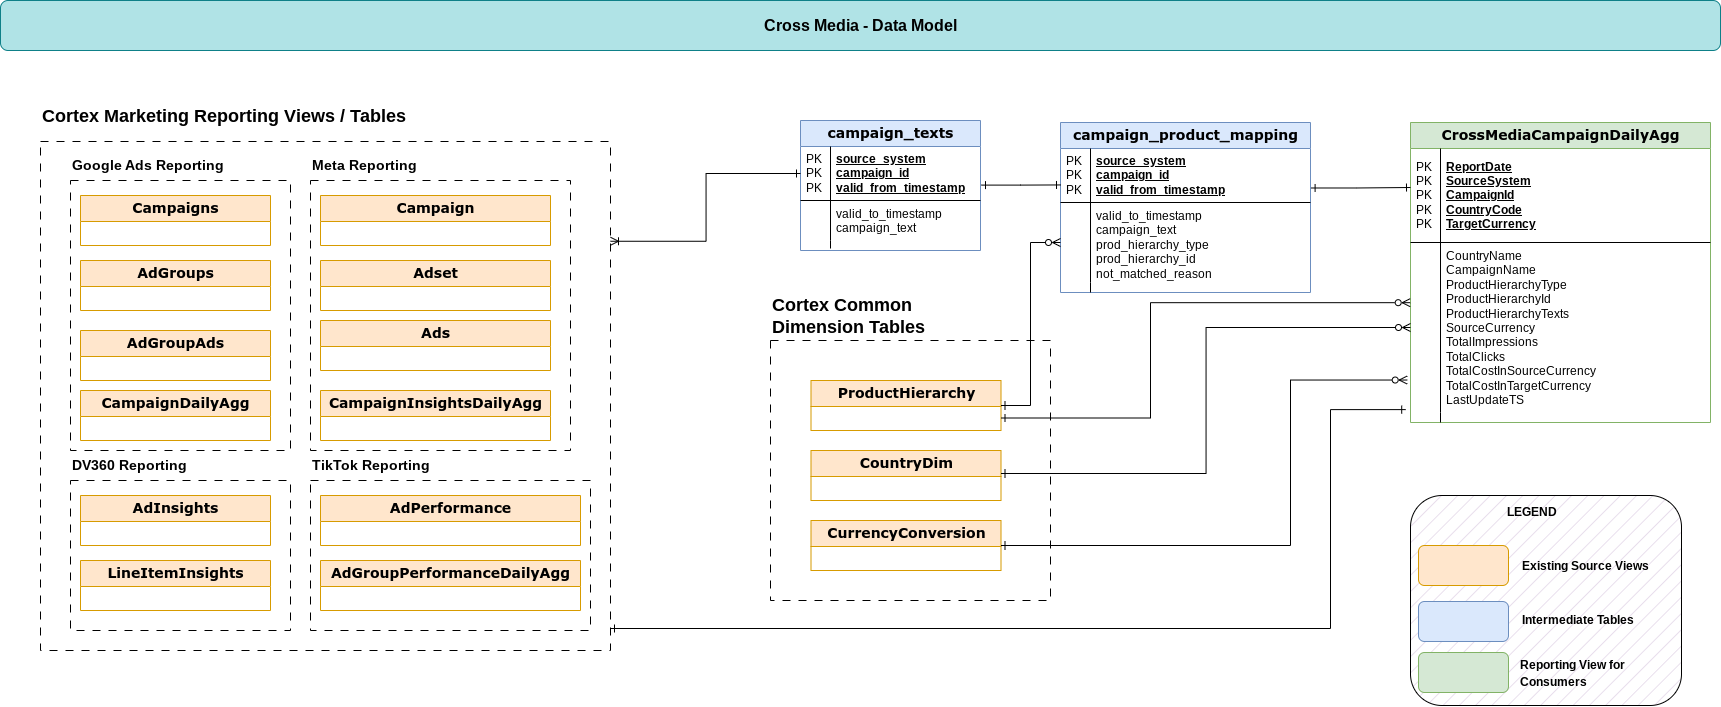 Cross Media - Data Model
Cortex Marketing Reporting Views / Tables
Google Ads Reporting
Campaigns
AdGroups
AdGroupAds
CampaignDailyAgg
Meta Reporting
Campaign
Adset
Ads
CampaignInsightsDailyAgg
DV360 Reporting
AdInsights
LineItemInsights
TikTok Reporting
AdPerformance
AdGroupPerformanceDailyAgg
campaign_texts
PK source_system
PK campaign_id
PK valid_from_timestamp
valid_to_timestamp
campaign_text
campaign_product_mapping
PK source_system
PK campaign_id
PK valid_from_timestamp
valid_to_timestamp
campaign_text
prod_hierarchy_type
prod_hierarchy_id
not_matched_reason
CrossMediaCampaignDailyAgg
PK ReportDate
PK SourceSystem
PK CampaignId
PK CountryCode
PK TargetCurrency
CountryName
CampaignName
ProductHierarchyType
ProductHierarchyId
ProductHierarchyTexts
SourceCurrency
TotalImpressions
TotalClicks
TotalCostInSourceCurrency
TotalCostInTargetCurrency
LastUpdateTS
Cortex Common
Dimension Tables
ProductHierarchy
CountryDim
CurrencyConversion
LEGEND
Existing Source Views
Intermediate Tables
Reporting View for
Consumers